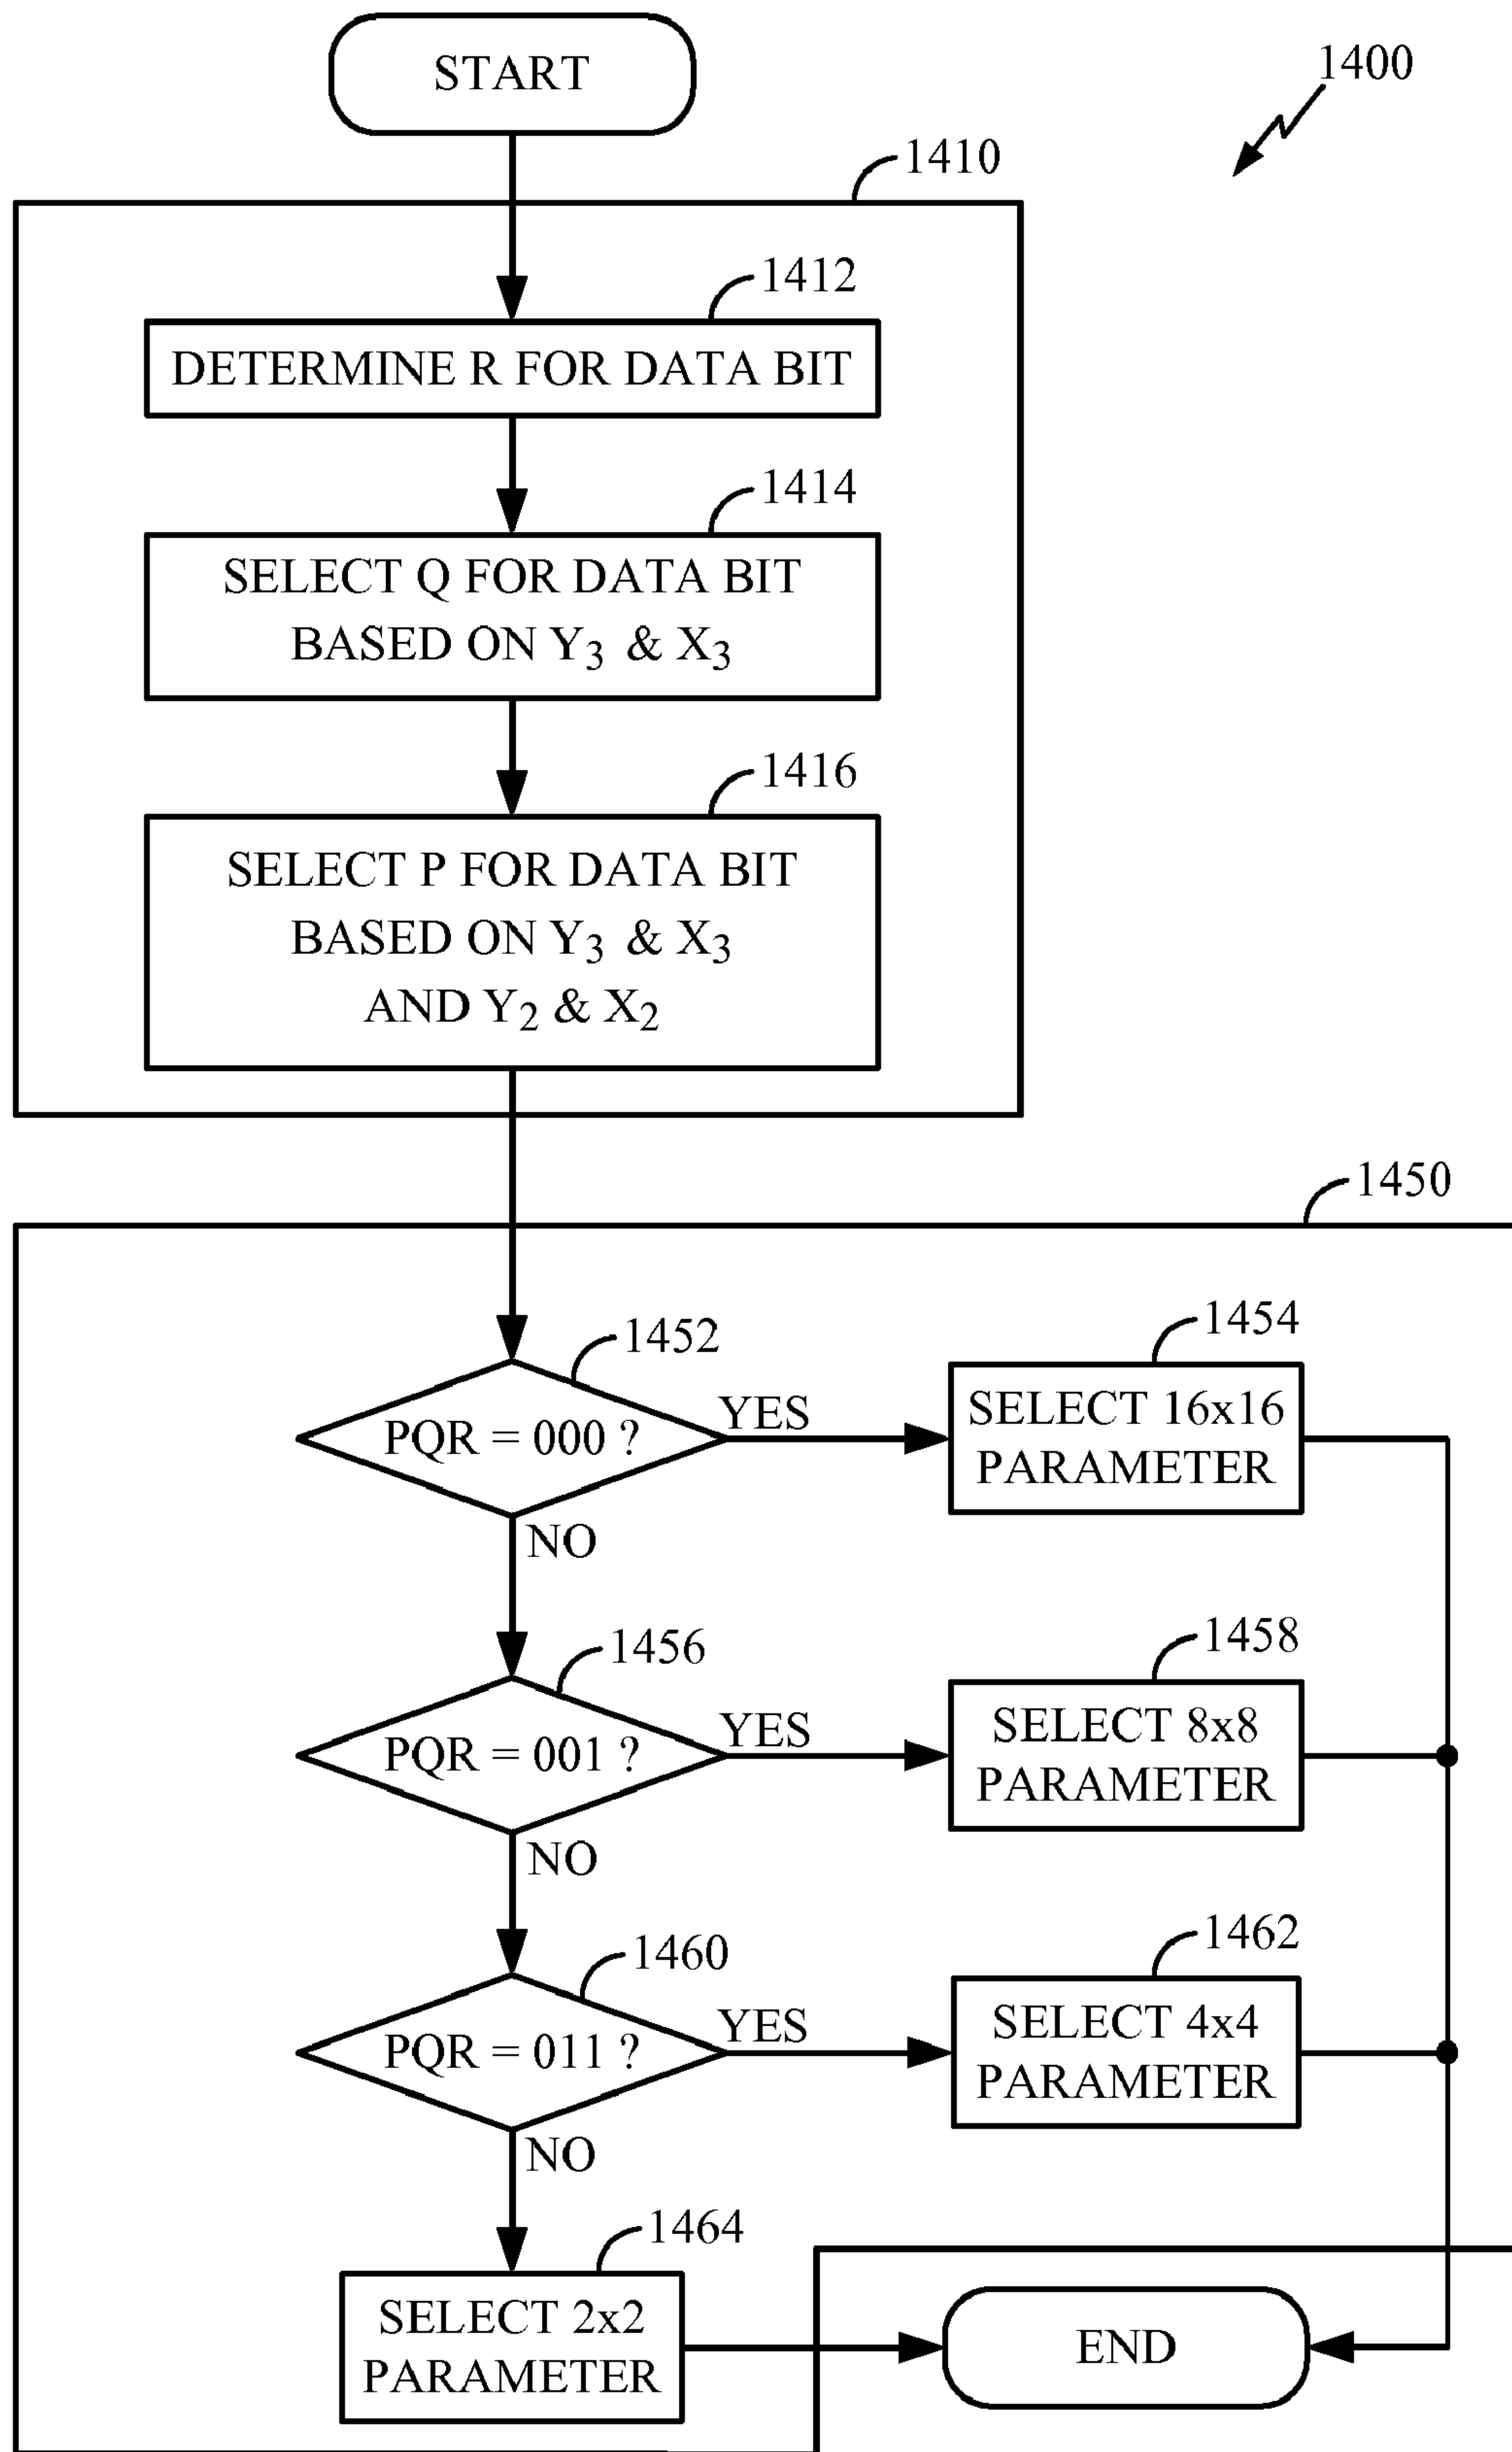 START
1400
1410
1412
DETERMINE R FOR DATA BIT
1414
SELECT Q FOR DATA BIT
BASED ON Y3 & X3
1416
SELECT P FOR DATA BIT
BASED ON Y3 & X3
AND Y2 & X2
1450
1452
PQR = 000 ?
YES
1454
SELECT 16x16
PARAMETER
NO
1456
PQR = 001 ?
YES
1458
SELECT 8x8
PARAMETER
NO
1460
PQR = 011 ?
YES
1462
SELECT 4x4
PARAMETER
NO
1464
SELECT 2x2
PARAMETER
END